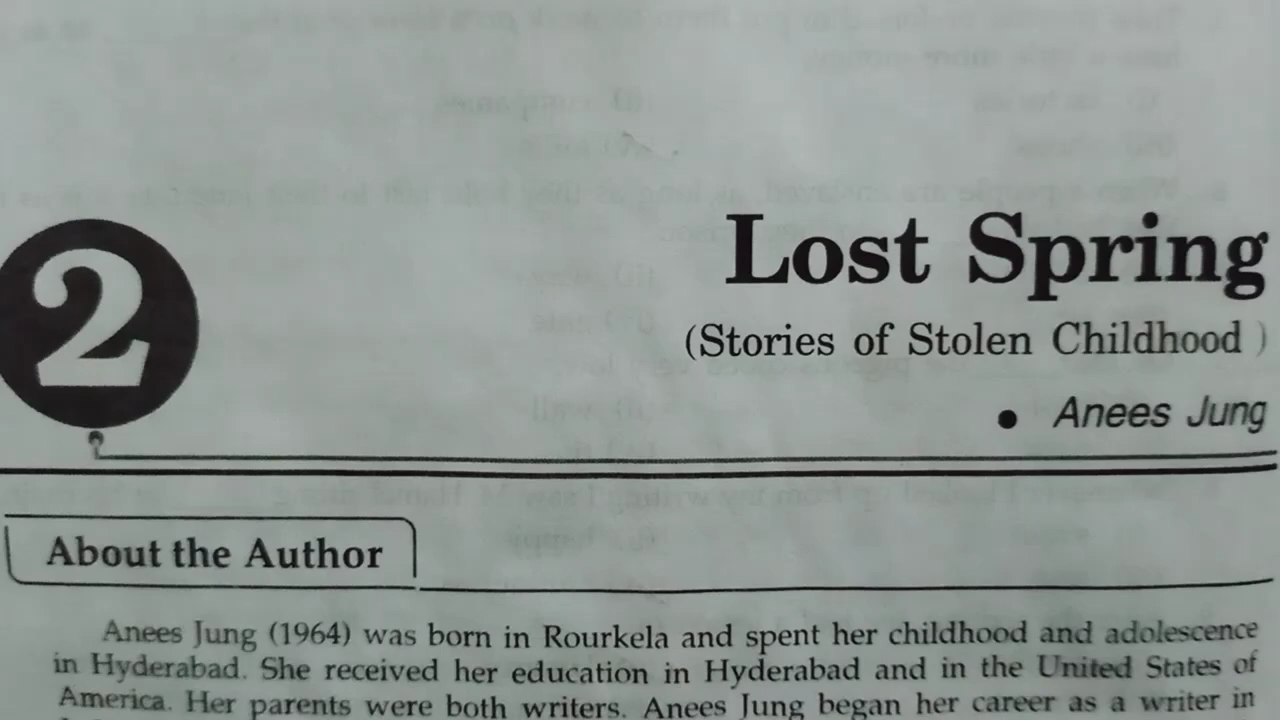 2
Lost Spring
(Stories of Stolen Childhood )
• Anees Jung
About the Author
Anees Jung (1964) was born in Rourkela and spent her childhood and adolescence
in Hyderabad. She received her education in Hyderabad and in the United States of
America. Her parents were both writers. Anees Jung began her career as a writer in